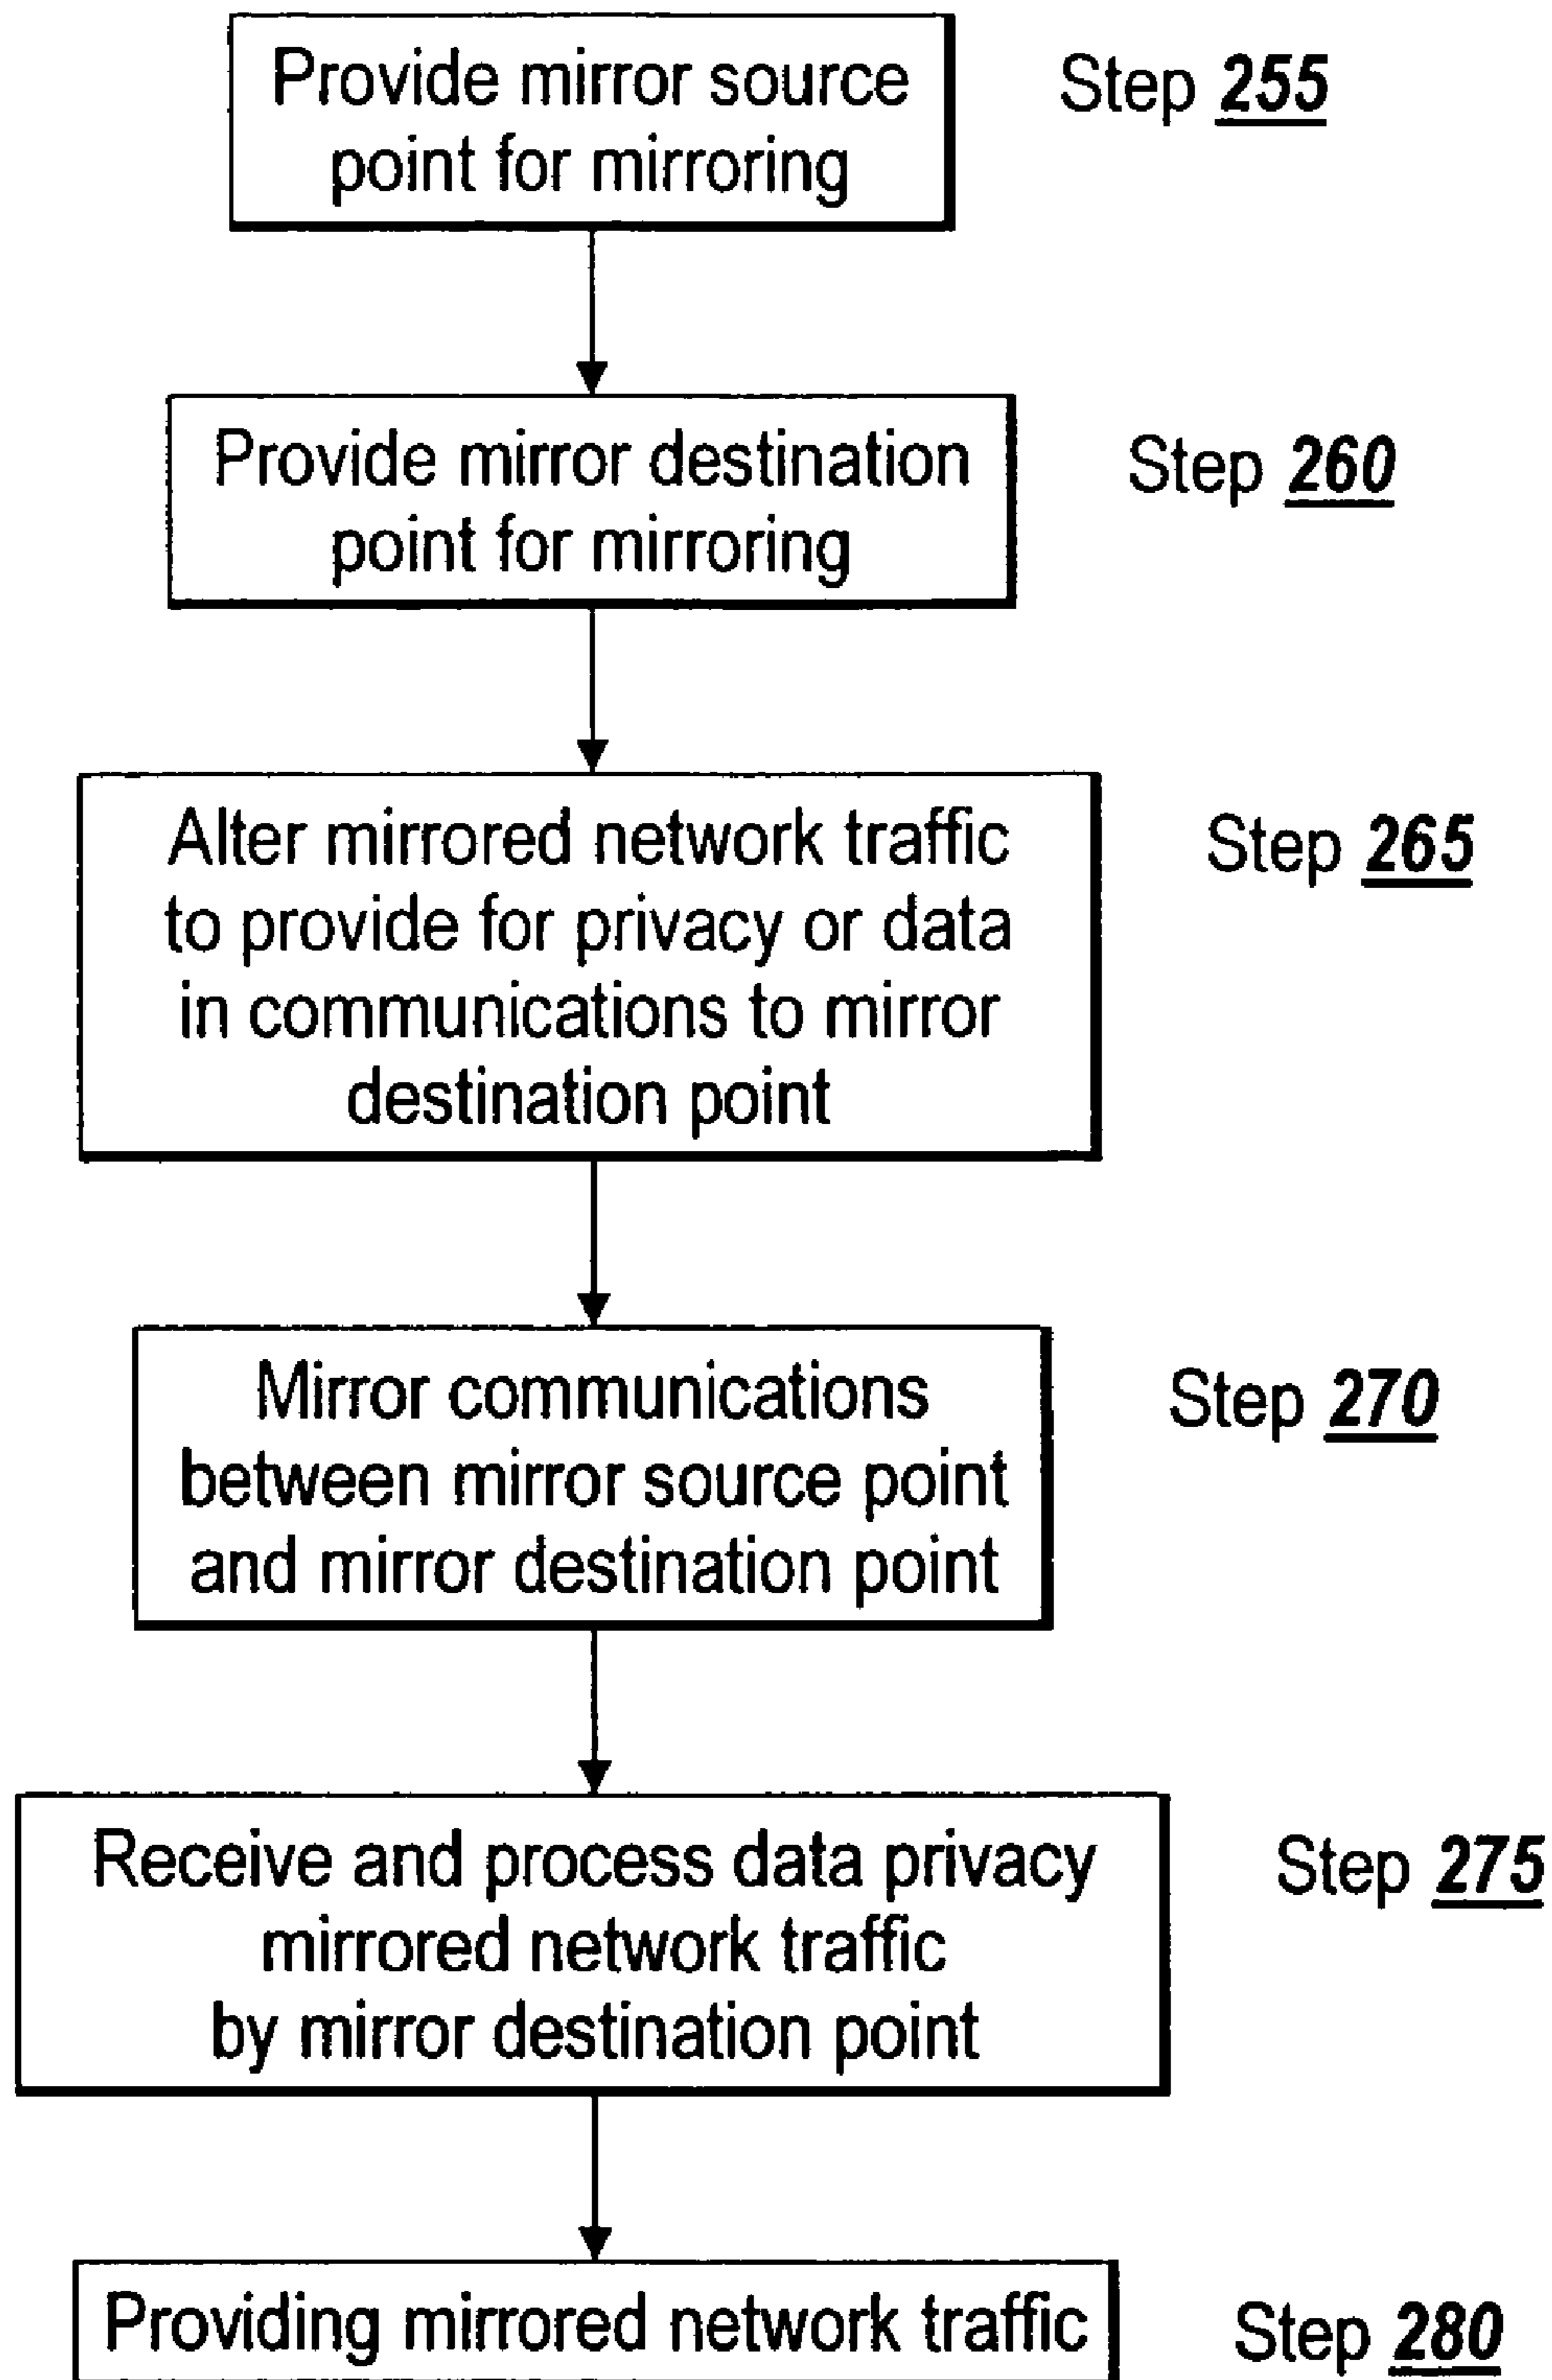 Provide mirror source
point for mirroring
Step 255
Provide mirror destination
point for mirroring
Step 260
Alter mirrored network traffic
to provide for privacy or data
in communications to mirror
destination point
Step 265
Mirror communications
between mirror source point
and mirror destination point
Step 270
Receive and process data privacy
mirrored network traffic
by mirror destination point
Step 275
Providing mirrored network traffic
Step 280